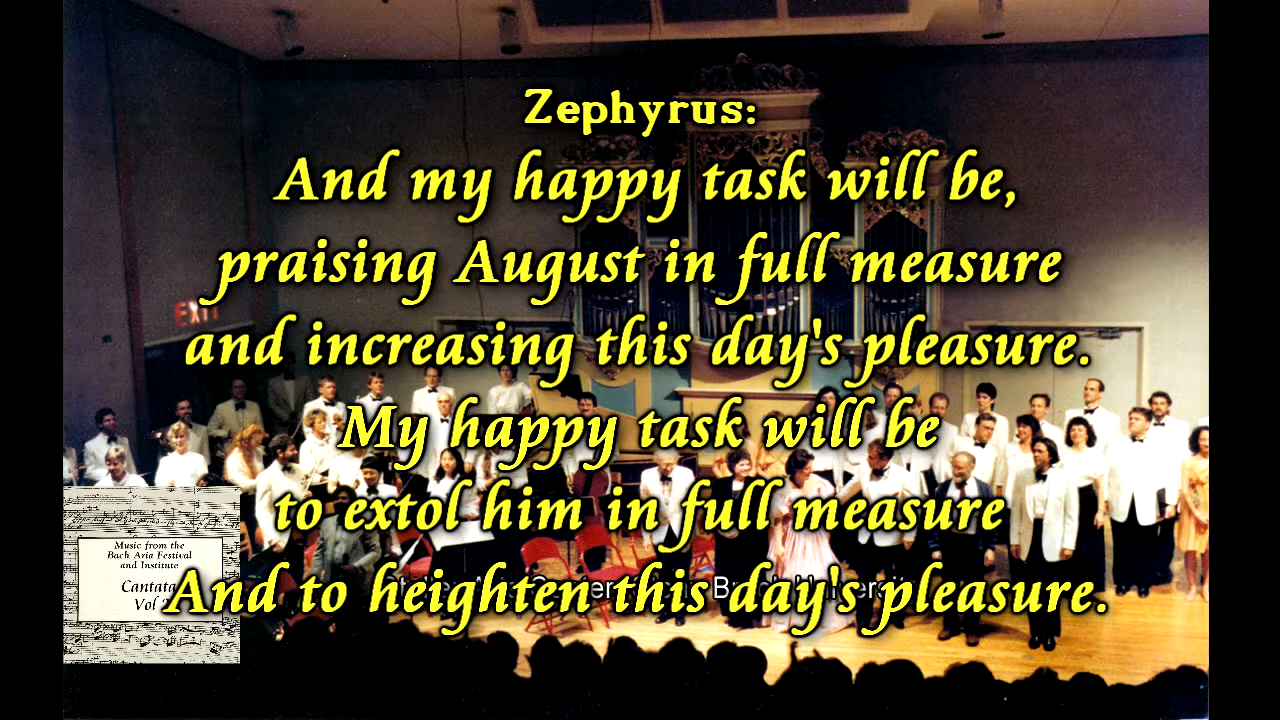 Zephyrus:
And my happy task will be,
praising August in full measure
EXIT
and increasing this day's pleasure.
My happy task will be
to extol him in full measure
Music from the
Bach Aria Festival
and Institute
Cantata
Vol 2
And to heighten this day's pleasure.